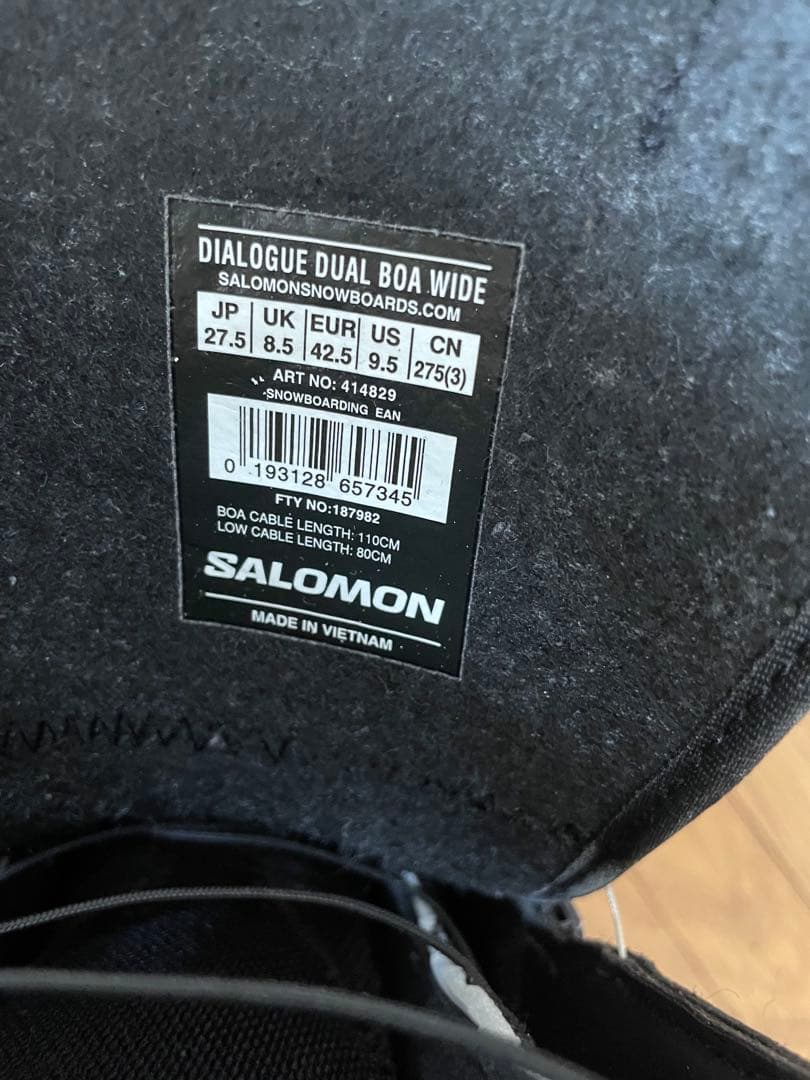 DIALOGUE DUAL BOA WIDE
SALOMONSNOWBOARDS.COM
JP UK EUR US CN
27.5 8.5 42.5 9.5 275(3)
ART NO: 414829
SNOWBOARDING EAN
0 193128 657345
FTY NO:187982
BOA CABLE LENGTH: 110CM
LOW CABLE LENGTH: 80CM
SALOMON
MADE IN VIETNAM